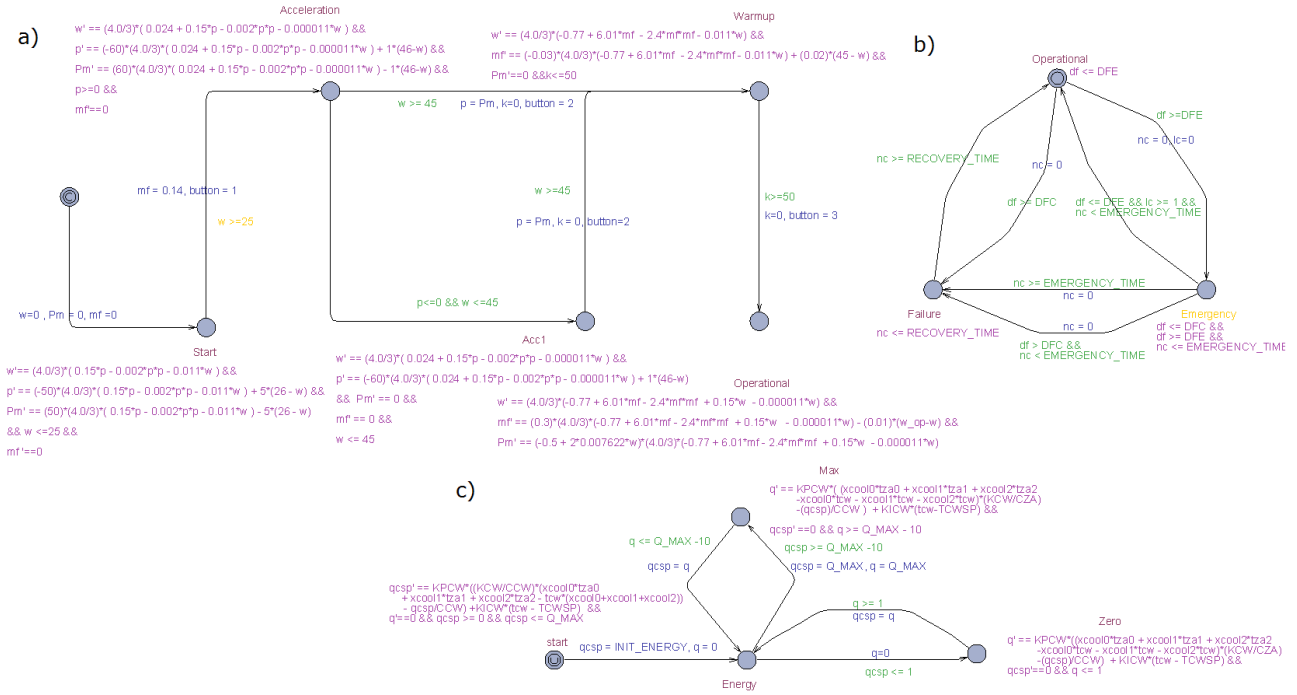 a)
Acceleration
w' == (4.0/3)*( 0.024 + 0.15*p - 0.002*p*p - 0.000011*w ) &&
p' == (-60)*(4.0/3)*( 0.024 + 0.15*p - 0.002*p*p - 0.000011*w ) + 1*(46-w) &&
Pm' == (60)*(4.0/3)*( 0.024 + 0.15*p - 0.002*p*p - 0.000011*w ) - 1*(46-w) &&
p>=0 &&
mf'==0
Warmup
w' == (4.0/3)*(-0.77 + 6.01*mf - 2.4*mf*mf - 0.011*w) &&
mf' == (-0.03)*(4.0/3)*(-0.77 + 6.01*mf - 2.4*mf*mf - 0.011*w) + (0.02)*(45 - w) &&
Pm'==0 &&k<=50
w >= 45
p = Pm, k=0, button = 2
mf = 0.14, button = 1
w >=25
w >=45
p = Pm, k = 0, button=2
k>=50
k=0, button = 3
w=0 , Pm = 0, mf =0
p<=0 && w <=45
Start
w'== (4.0/3)*( 0.15*p - 0.002*p*p - 0.011*w ) &&
p' == (-50)*(4.0/3)*( 0.15*p - 0.002*p*p - 0.011*w ) + 5*(26 - w) &&
Pm' == (50)*(4.0/3)*( 0.15*p - 0.002*p*p - 0.011*w ) - 5*(26 - w)
&& w <=25 &&
mf '==0
Acc1
w' == (4.0/3)*( 0.024 + 0.15*p - 0.002*p*p - 0.000011*w ) &&
p' == (-60)*(4.0/3)*( 0.024 + 0.15*p - 0.002*p*p - 0.000011*w ) + 1*(46-w)
&& Pm' == 0 &&
mf' == 0 &&
w <= 45
Operational
w' == (4.0/3)*(-0.77 + 6.01*mf - 2.4*mf*mf + 0.15*w - 0.000011*w) &&
mf' == (0.3)*(4.0/3)*(-0.77 + 6.01*mf - 2.4*mf*mf + 0.15*w - 0.000011*w) - (0.01)*(w_op-w) &&
Pm' == (-0.5 + 2*0.007622*w)*(4.0/3)*(-0.77 + 6.01*mf - 2.4*mf*mf + 0.15*w - 0.000011*w)
b)
Operational
df <= DFE
df >=DFE
nc = 0, lc=0
nc >= RECOVERY_TIME
nc = 0
df >= DFC
df <= DFE && lc >= 1 &&
nc < EMERGENCY_TIME
nc >= EMERGENCY_TIME
nc = 0
Failure
nc <= RECOVERY_TIME
nc = 0
df > DFC &&
nc < EMERGENCY_TIME
Emergency
df <= DFC &&
df >= DFE &&
nc <= EMERGENCY_TIME
c)
Max
q' == KPCW*( (xcool0*tza0 + xcool1*tza1 + xcool2*tza2
-xcool0*tcw - xcool1*tcw - xcool2*tcw)*(KCW/CZA)
-(qcsp)/CCW ) + KICW*(tcw-TCWSP) &&
qcsp' ==0 && q >= Q_MAX - 10
q <= Q_MAX -10
qcsp = q
qcsp >= Q_MAX -10
qcsp = Q_MAX, q = Q_MAX
qcsp' == KPCW*((KCW/CCW)*(xcool0*tza0
+ xcool1*tza1 + xcool2*tza2 - tcw*(xcool0+xcool1+xcool2))
- qcsp/CCW) +KICW*(tcw - TCWSP) &&
q'==0 && qcsp >= 0 && qcsp <= Q_MAX
start
qcsp = INIT_ENERGY, q = 0
Energy
q >= 1
qcsp = q
q=0
qcsp <= 1
Zero
q' == KPCW*((xcool0*tza0 + xcool1*tza1 + xcool2*tza2
-xcool0*tcw - xcool1*tcw - xcool2*tcw)*(KCW/CZA)
-(qcsp)/CCW) + KICW*(tcw - TCWSP) &&
qcsp'==0 && q <= 1